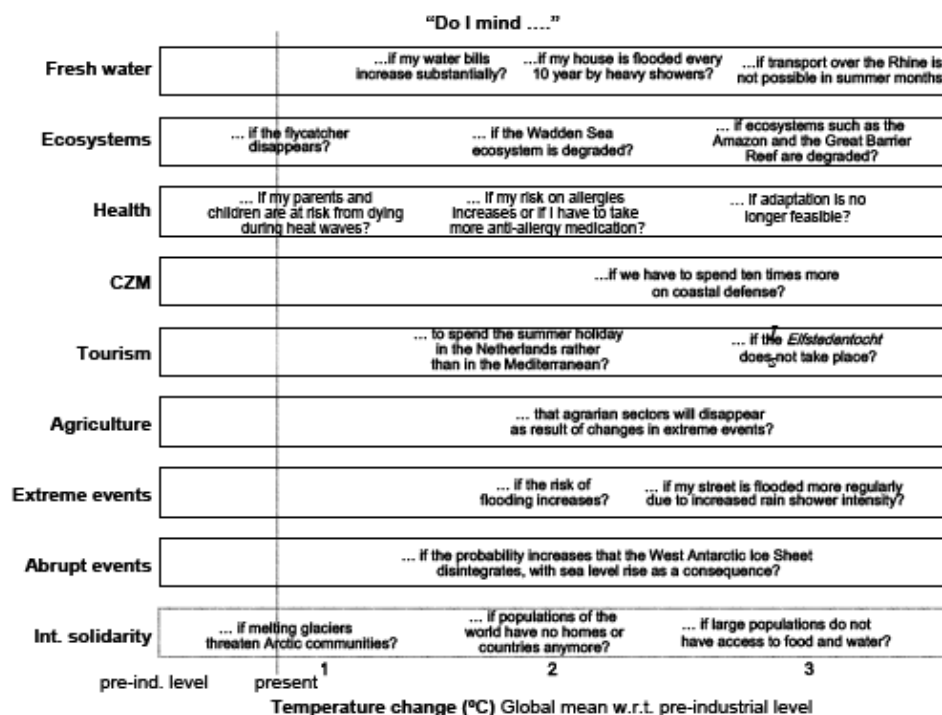 "Do I mind ...."
Fresh water
...if my water bills
increase substantially?
...if my house is flooded every
10 year by heavy showers?
...if transport over the Rhine is
not possible in summer months
Ecosystems
... if the flycatcher
disappears?
... if the Wadden Sea
ecosystem is degraded?
... if ecosystems such as the
Amazon and the Great Barrier
Reef are degraded?
Health
... if my parents and
children are at risk from dying
during heat waves?
... if my risk on allergies
increases or if I have to take
more anti-allergy medication?
... if adaptation is no
longer feasible?
CZM
...if we have to spend ten times more
on coastal defense?
Tourism
... to spend the summer holiday
in the Netherlands rather
than in the Mediterranean?
... if the Elfstedentocht
does not take place?
Agriculture
... that agrarian sectors will disappear
as result of changes in extreme events?
Extreme events
... if the risk of
flooding increases?
... if my street is flooded more regularly
due to increased rain shower intensity?
Abrupt events
... if the probability increases that the West Antarctic Ice Sheet
disintegrates, with sea level rise as a consequence?
Int. solidarity
... if melting glaciers
threaten Arctic communities?
... if populations of the
world have no homes or
countries anymore?
... if large populations do not
have access to food and water?
1 2 3
pre-ind. level present
Temperature change (ºC) Global mean w.r.t. pre-industrial level